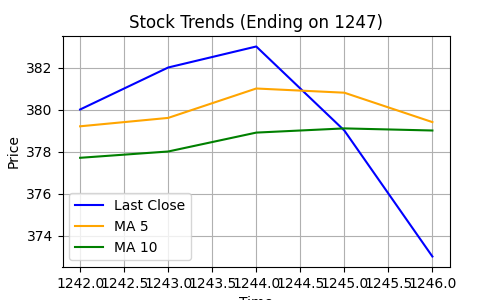 Stock Trends (Ending on 1247)
382
380
378
376
374
Price
Last Close
MA 5
MA 10
1242.0 1242.5 1243.0 1243.5 1244.0 1244.5 1245.0 1245.5 1246.0
Time